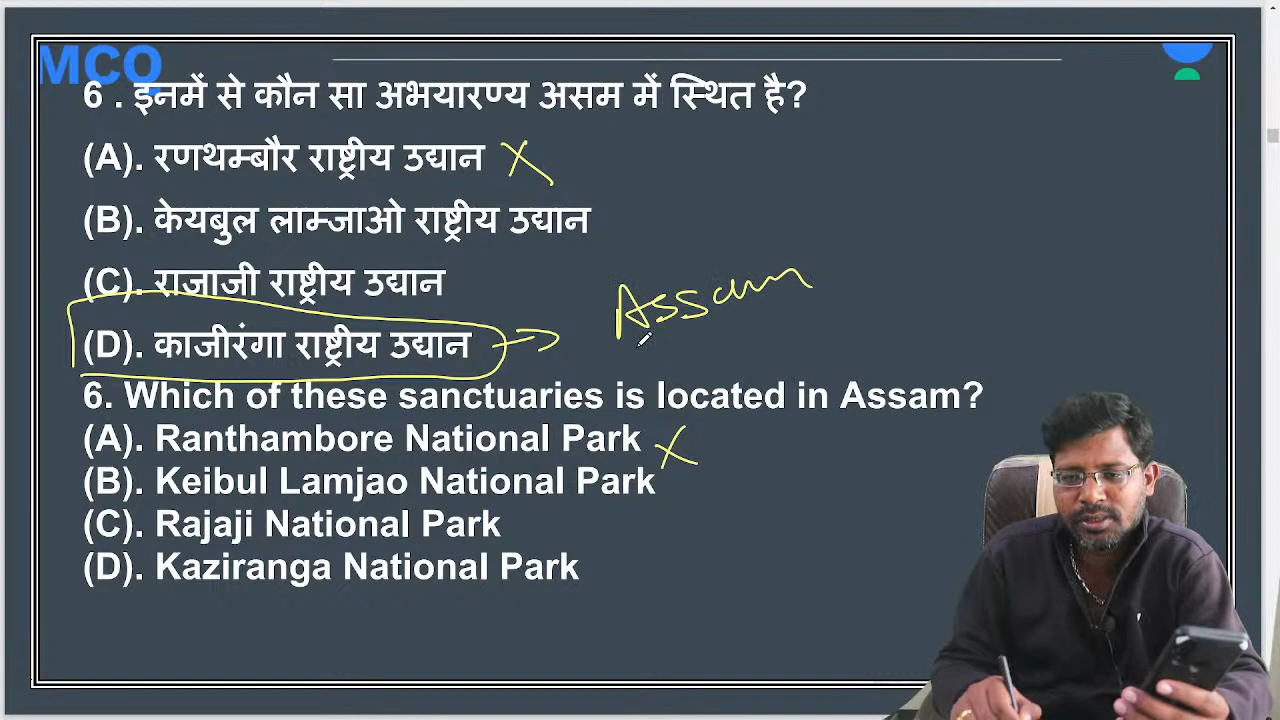 MCQ
6 . इनमें से कौन सा अभयारण्य असम में स्थित है?
(A). रणथम्बौर राष्ट्रीय उद्यान
(B). केयबुल लाम्जाओ राष्ट्रीय उद्यान
(C). राजाजी राष्ट्रीय उद्यान
Assam
(D). काजीरंगा राष्ट्रीय उद्यान
6. Which of these sanctuaries is located in Assam?
(A). Ranthambore National Park
(B). Keibul Lamjao National Park
(C). Rajaji National Park
(D). Kaziranga National Park